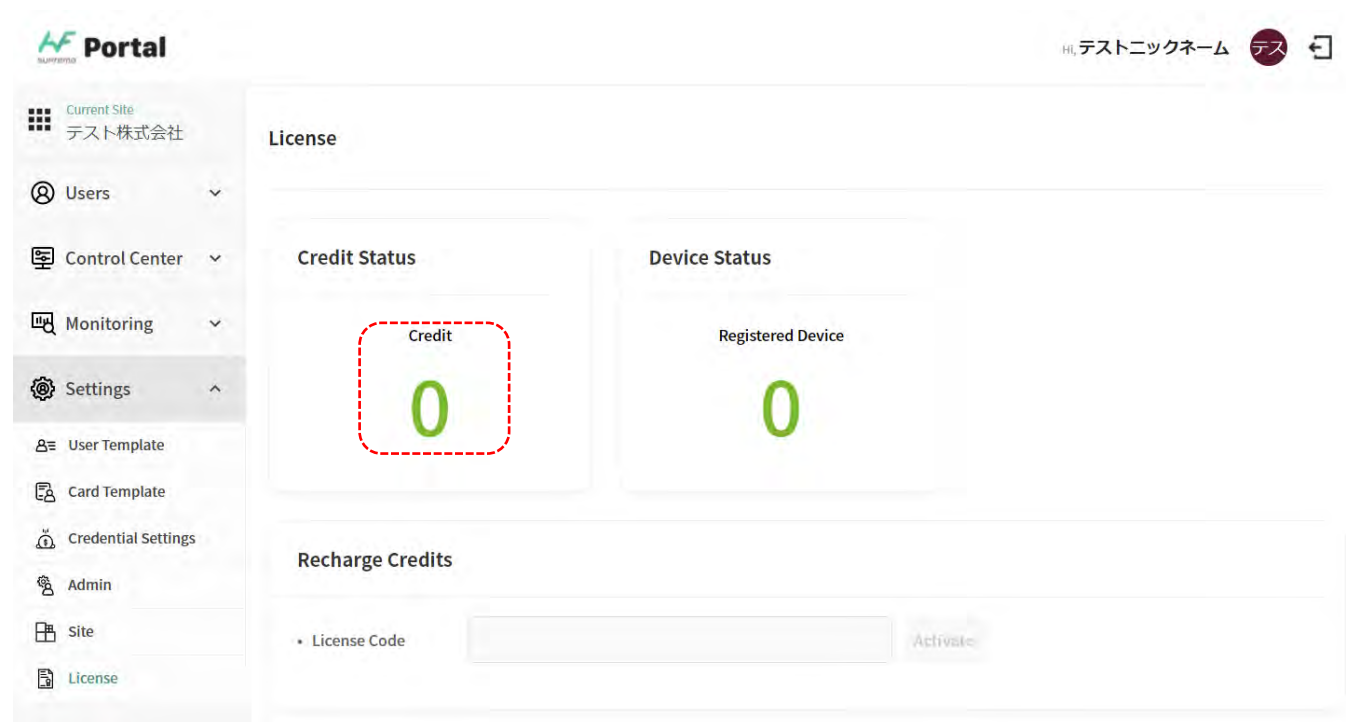 Portal
suprema
Hi, テストニックネーム
テス
Current Site
テスト株式会社
Users
Control Center
Monitoring
Settings
User Template
Card Template
Credential Settings
Admin
Site
License
License
Credit Status
Credit
0
Device Status
Registered Device
0
Recharge Credits
• License Code
Activate